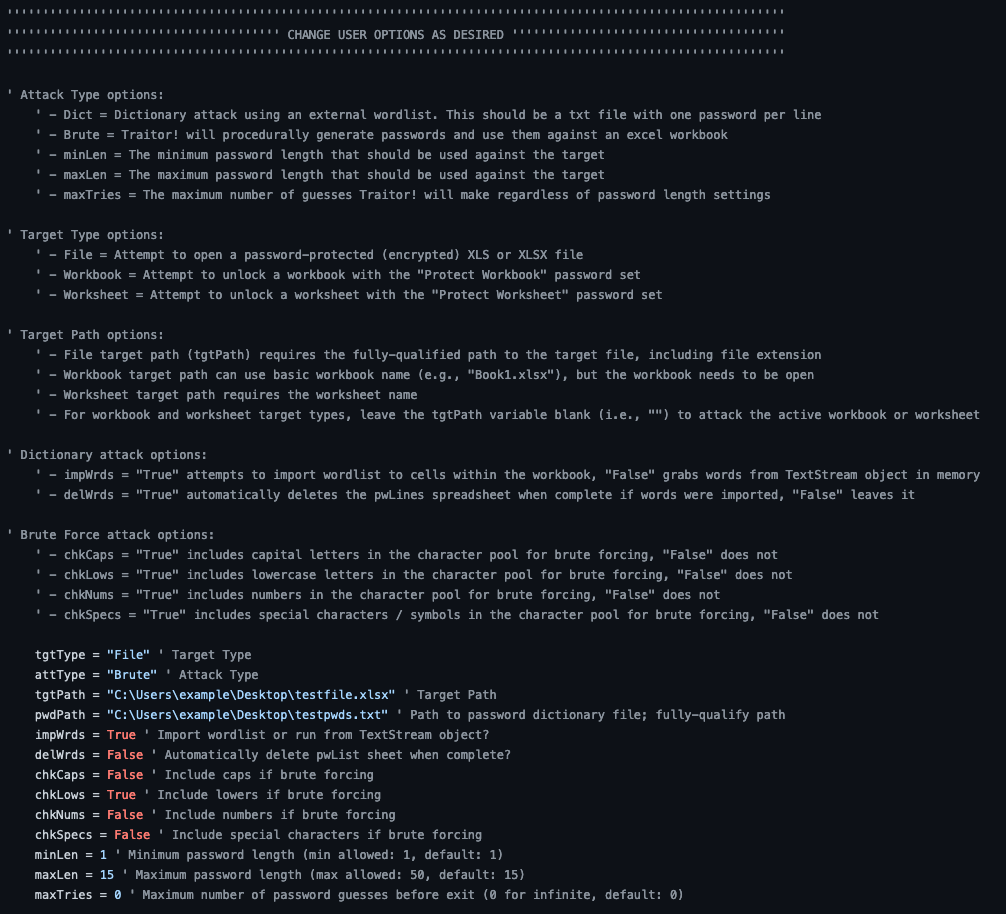 '''''''''''''''''''''''''''''''''''''''''''''''''''''''''''''''''''''''''''''''''''''''''''''''''''''''''''''
'''''''''''''''''''''''''''''''''''''' CHANGE USER OPTIONS AS DESIRED ''''''''''''''''''''''''''''''''''''''
'''''''''''''''''''''''''''''''''''''''''''''''''''''''''''''''''''''''''''''''''''''''''''''''''''''''''''''
' Attack Type options:
' - Dict = Dictionary attack using an external wordlist. This should be a txt file with one password per line
' - Brute = Traitor! will procedurally generate passwords and use them against an excel workbook
' - minLen = The minimum password length that should be used against the target
' - maxLen = The maximum password length that should be used against the target
' - maxTries = The maximum number of guesses Traitor! will make regardless of password length settings
' Target Type options:
' - File = Attempt to open a password-protected (encrypted) XLS or XLSX file
' - Workbook = Attempt to unlock a workbook with the "Protect Workbook" password set
' - Worksheet = Attempt to unlock a worksheet with the "Protect Worksheet" password set
' Target Path options:
' - File target path (tgtPath) requires the fully-qualified path to the target file, including file extension
' - Workbook target path can use basic workbook name (e.g., "Book1.xlsx"), but the workbook needs to be open
' - Worksheet target path requires the worksheet name
' - For workbook and worksheet target types, leave the tgtPath variable blank (i.e., "") to attack the active workbook or worksheet
' Dictionary attack options:
' - impWrds = "True" attempts to import wordlist to cells within the workbook, "False" grabs words from TextStream object in memory
' - delWrds = "True" automatically deletes the pwLines spreadsheet when complete if words were imported, "False" leaves it
' Brute Force attack options:
' - chkCaps = "True" includes capital letters in the character pool for brute forcing, "False" does not
' - chkLows = "True" includes lowercase letters in the character pool for brute forcing, "False" does not
' - chkNums = "True" includes numbers in the character pool for brute forcing, "False" does not
' - chkSpecs = "True" includes special characters / symbols in the character pool for brute forcing, "False" does not
tgtType = "File" ' Target Type
attType = "Brute" ' Attack Type
tgtPath = "C:\Users\example\Desktop\testfile.xlsx" ' Target Path
pwdPath = "C:\Users\example\Desktop\testpwds.txt" ' Path to password dictionary file; fully-qualify path
impWrds = True ' Import wordlist or run from TextStream object?
delWrds = False ' Automatically delete pwList sheet when complete?
chkCaps = False ' Include caps if brute forcing
chkLows = True ' Include lowers if brute forcing
chkNums = False ' Include numbers if brute forcing
chkSpecs = False ' Include special characters if brute forcing
minLen = 1 ' Minimum password length (min allowed: 1, default: 1)
maxLen = 15 ' Maximum password length (max allowed: 50, default: 15)
maxTries = 0 ' Maximum number of password guesses before exit (0 for infinite, default: 0)